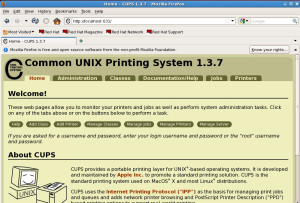 Home - CUPS 1.3.7 - Mozilla Firefox
File Edit View History Bookmarks Tools Help
http://localhost:631/
Most Visited Red Hat Red Hat Magazine Red Hat Network Red Hat Support
Home - CUPS 1.3.7
Mozilla Firefox is free and open source software from the non-profit Mozilla Foundation. Know your rights...
Common UNIX Printing System 1.3.7
Home Administration Classes Documentation/Help Jobs Printers
Welcome!
These web pages allow you to monitor your printers and jobs as well as perform system administration tasks. Click
on any of the tabs above or on the buttons below to perform a task.
Help Add Class Add Printer Manage Classes Manage Jobs Manage Printers Manage Server
If you are asked for a username and password, enter your login username and password or the "root" username
and password.
About CUPS
CUPS provides a portable printing layer for UNIX®-based operating systems. It is developed
and maintained by Apple Inc. to promote a standard printing solution. CUPS is the
standard printing system used on MacOS® X and most Linux® distributions.
CUPS uses the Internet Printing Protocol ("IPP") as the basis for managing print jobs
and queues and adds network printer browsing and PostScript Printer Description ("PPD")
UNIX